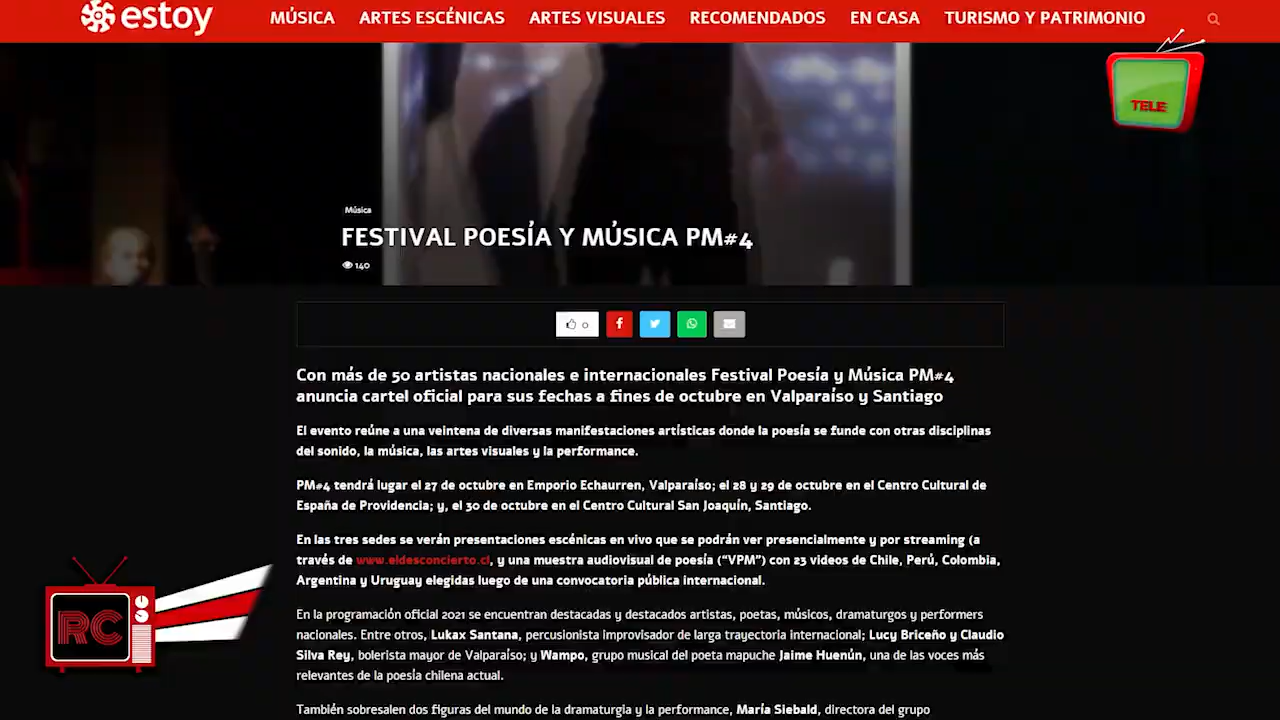 estoy
MÚSICA ARTES ESCÉNICAS ARTES VISUALES RECOMENDADOS EN CASA TURISMO Y PATRIMONIO
TELE
Música
FESTIVAL POESÍA Y MÚSICA PM#4
140
0
Con más de 50 artistas nacionales e internacionales Festival Poesía y Música PM#4
anuncia cartel oficial para sus fechas a fines de octubre en Valparaíso y Santiago
El evento reúne a una veintena de diversas manifestaciones artísticas donde la poesía se funde con otras disciplinas
del sonido, la música, las artes visuales y la performance.
PM#4 tendrá lugar el 27 de octubre en Emporio Echaurren, Valparaíso; el 28 y 29 de octubre en el Centro Cultural de
España de Providencia; y, el 30 de octubre en el Centro Cultural San Joaquín, Santiago.
En las tres sedes se verán presentaciones escénicas en vivo que se podrán ver presencialmente y por streaming (a
través de www.eldesconcierto.cl, y una muestra audiovisual de poesía (“VPM”) con 23 videos de Chile, Perú, Colombia,
Argentina y Uruguay elegidas luego de una convocatoria pública internacional.
En la programación oficial 2021 se encuentran destacadas y destacados artistas, poetas, músicos, dramaturgos y performers
nacionales. Entre otros, Lukax Santana, percusionista improvisador de larga trayectoria internacional; Lucy Briceño y Claudio
Silva Rey, bolerista mayor de Valparaíso; y Wampo, grupo musical del poeta mapuche Jaime Huenún, una de las voces más
relevantes de la poesía chilena actual.
También sobresalen dos figuras del mundo de la dramaturgia y la performance, María Siebald, directora del grupo
RC